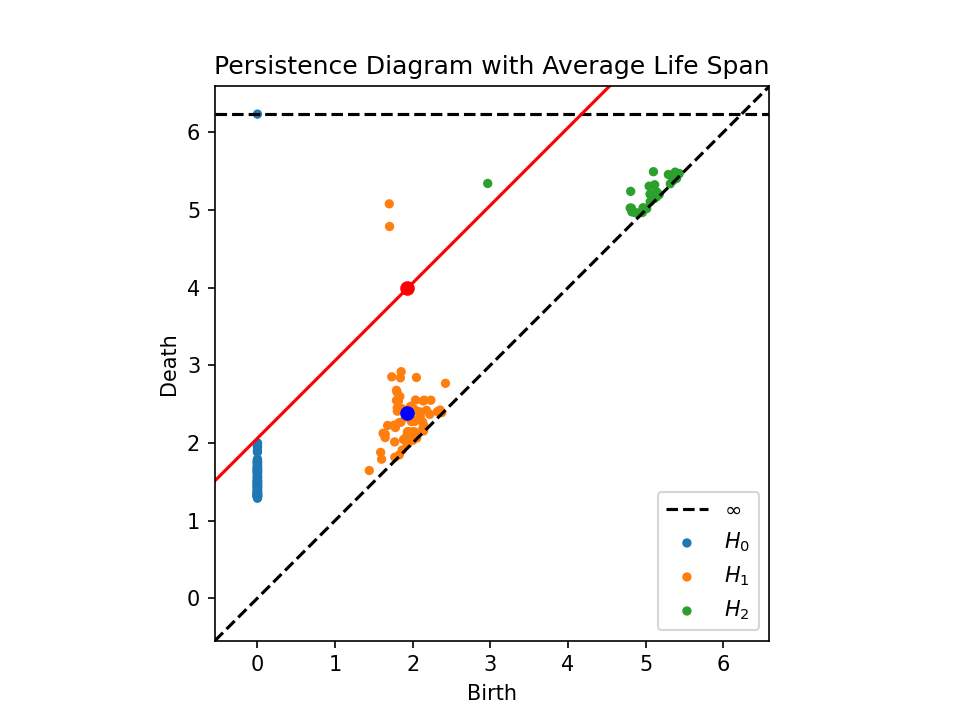 Persistence Diagram with Average Life Span
Death
6
5
4
3
2
1
0
0 1 2 3 4 5 6
Birth
∞
H₀
H₁
H₂